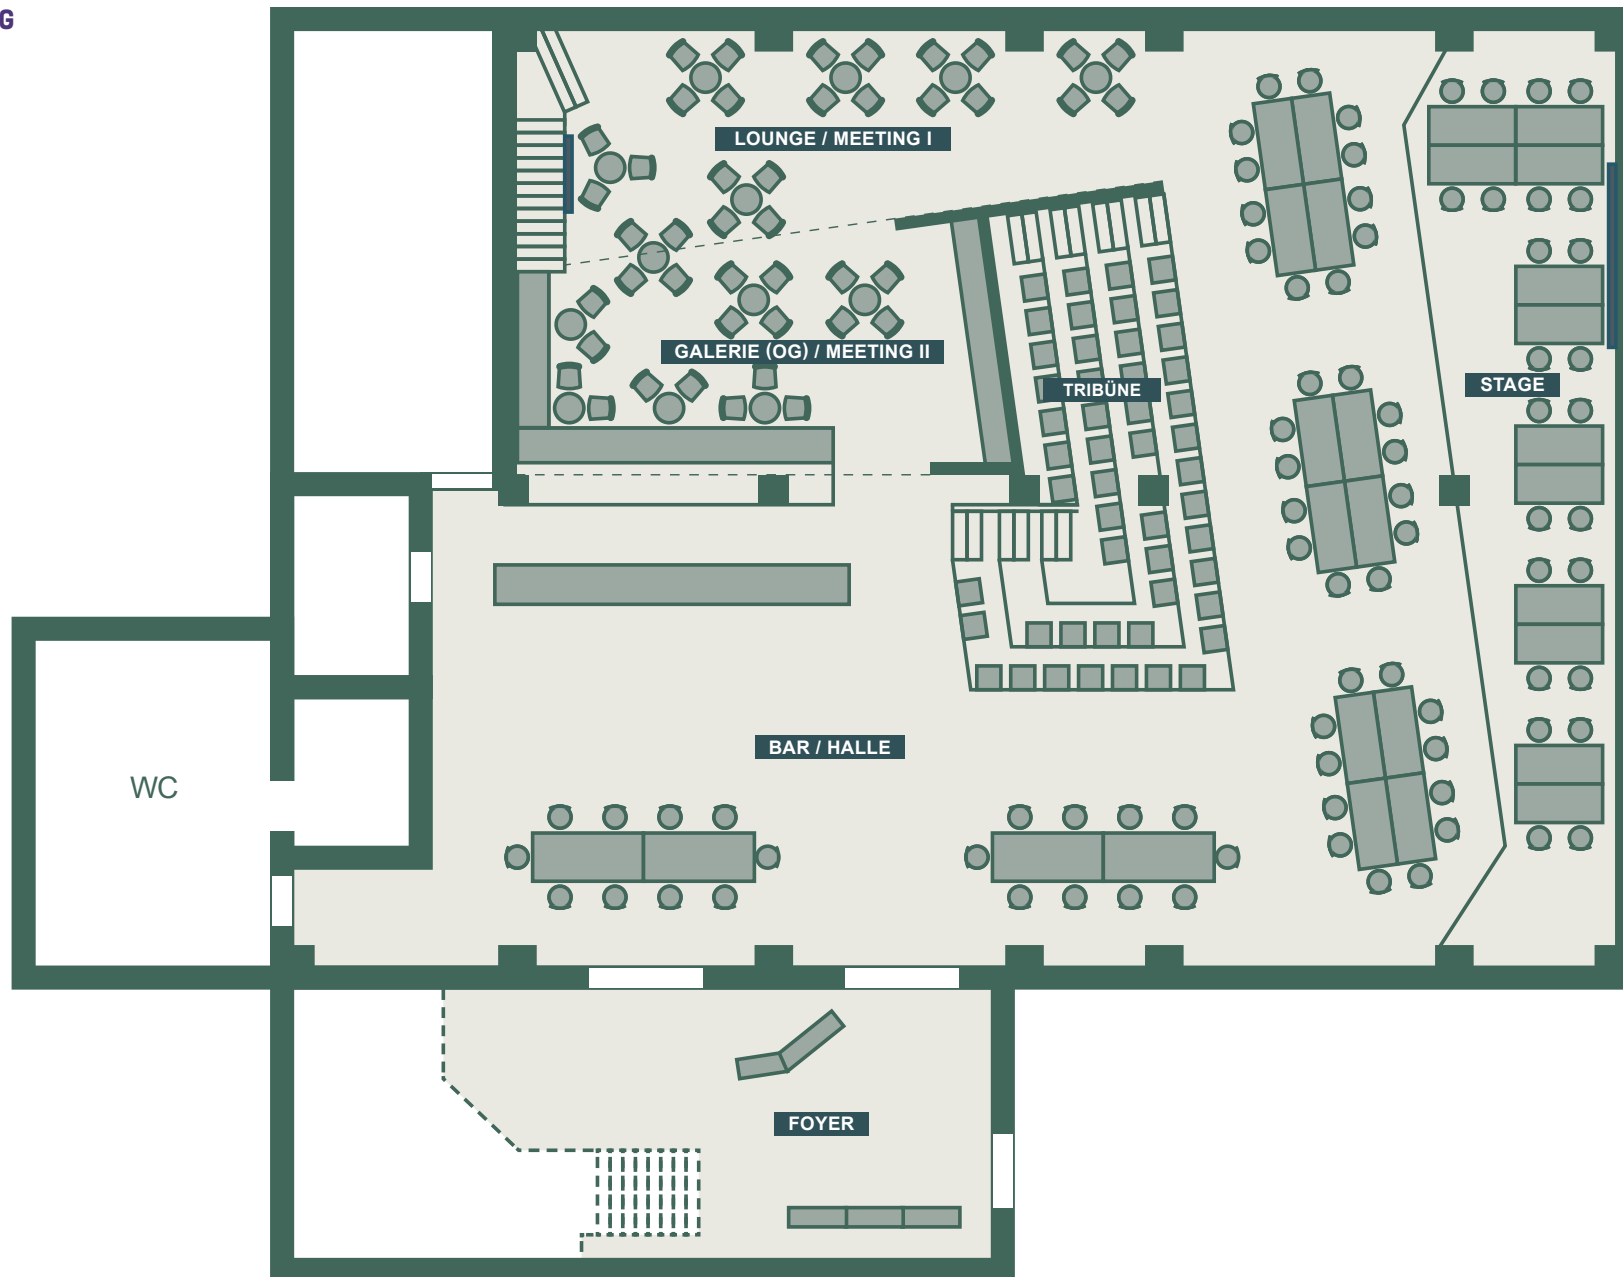 G
LOUNGE / MEETING I
GALERIE (OG) / MEETING II
TRIBÜNE
STAGE
BAR / HALLE
WC
FOYER